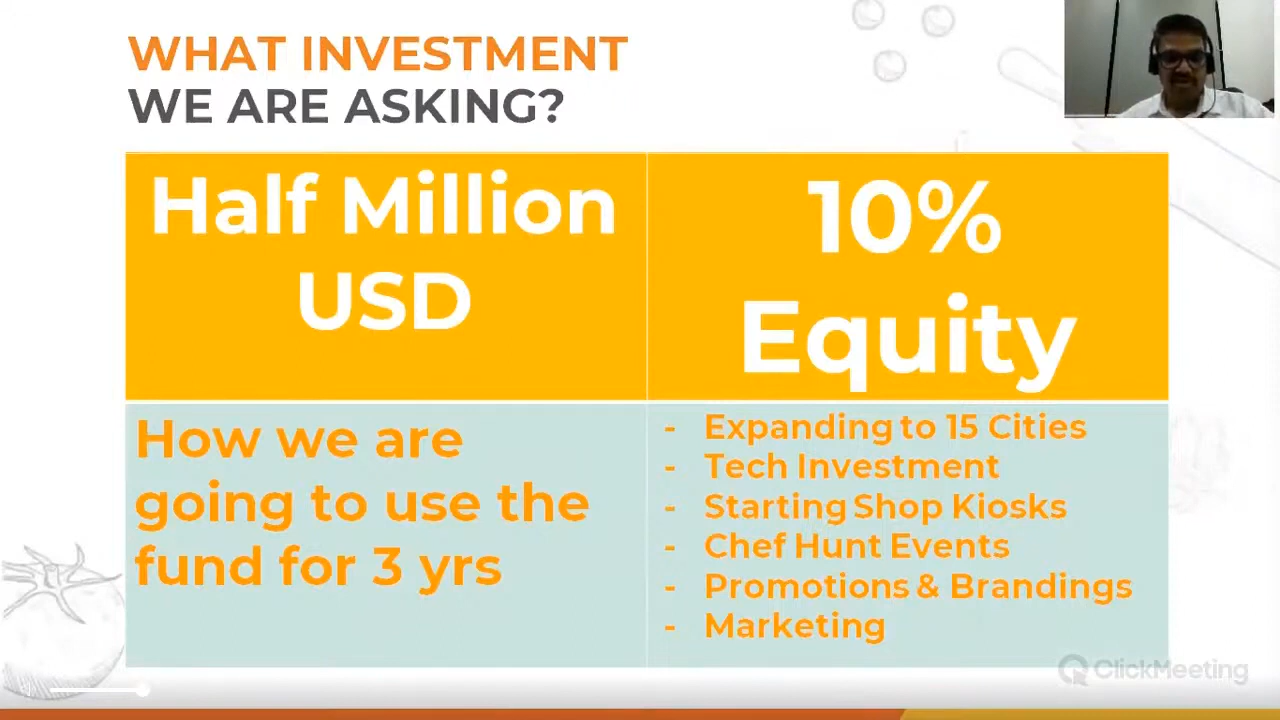 WHAT INVESTMENT
WE ARE ASKING?
Half Million
USD
10%
Equity
How we are
going to use the
fund for 3 yrs
- Expanding to 15 Cities
- Tech Investment
- Starting Shop Kiosks
- Chef Hunt Events
- Promotions & Brandings
- Marketing
ClickMeeting